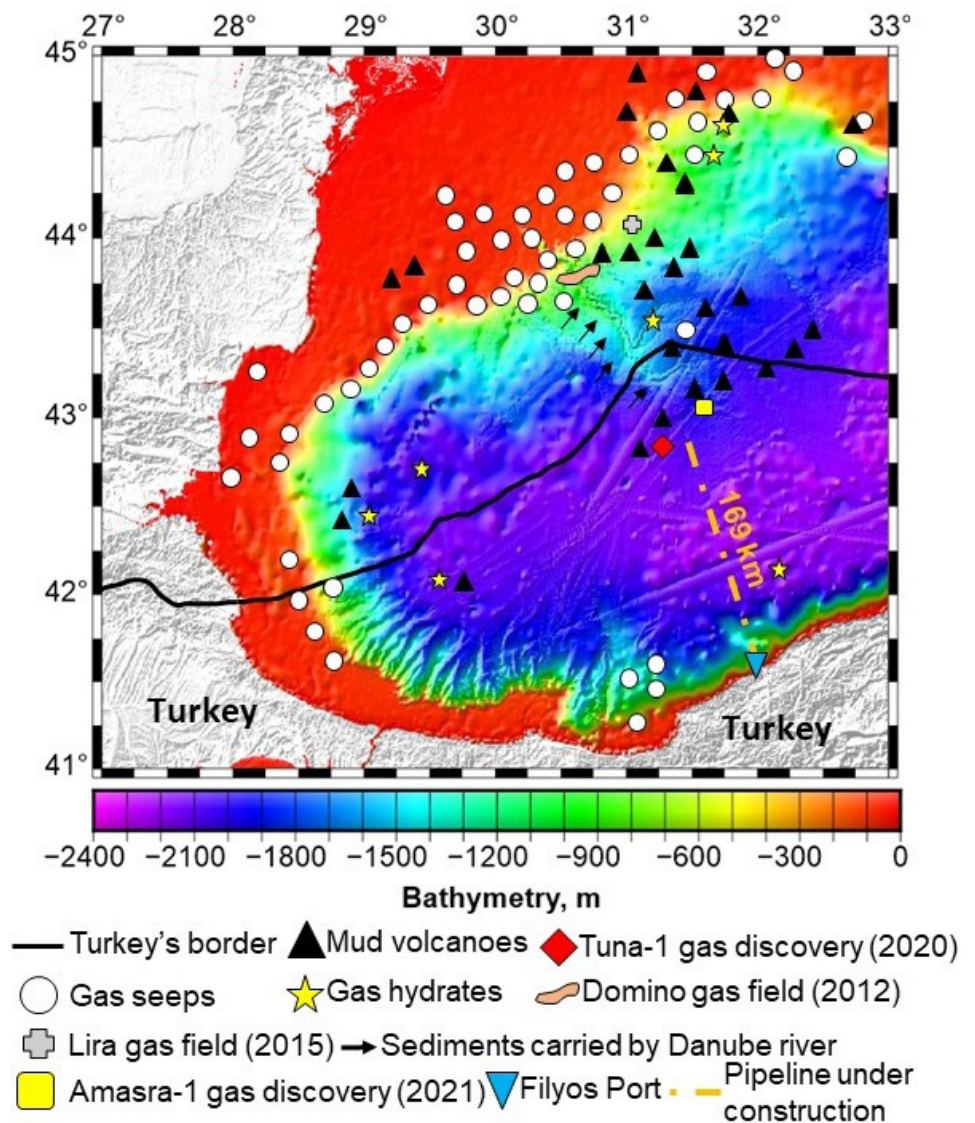 27° 28° 29° 30° 31° 32° 33°
45°
44°
43°
42°
41°
169 km
Turkey
Turkey
−2400 −2100 −1800 −1500 −1200 −900 −600 −300 0
Bathymetry, m
Turkey's border Mud volcanoes Tuna-1 gas discovery (2020)
Gas seeps Gas hydrates Domino gas field (2012)
Lira gas field (2015) Sediments carried by Danube river
Amasra-1 gas discovery (2021) Filyos Port Pipeline under
construction